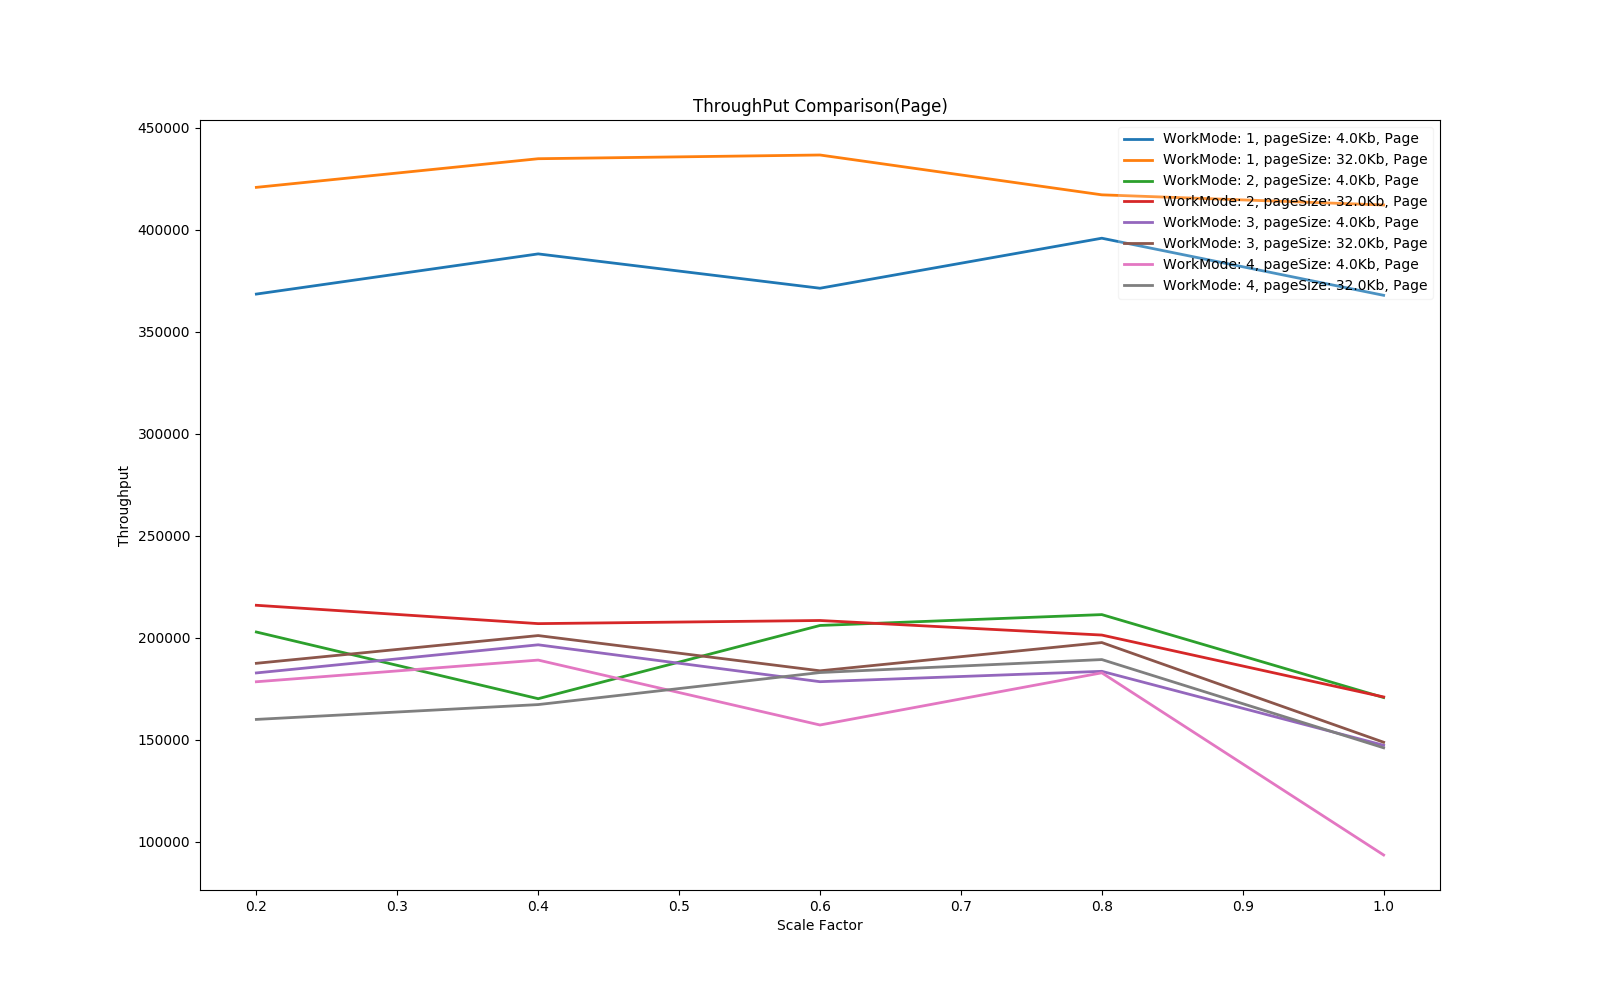 ThroughPut Comparison(Page)
450000
400000
350000
300000
250000
200000
150000
100000
Throughput
WorkMode: 1, pageSize: 4.0Kb, Page
WorkMode: 1, pageSize: 32.0Kb, Page
WorkMode: 2, pageSize: 4.0Kb, Page
WorkMode: 2, pageSize: 32.0Kb, Page
WorkMode: 3, pageSize: 4.0Kb, Page
WorkMode: 3, pageSize: 32.0Kb, Page
WorkMode: 4, pageSize: 4.0Kb, Page
WorkMode: 4, pageSize: 32.0Kb, Page
0.2 0.3 0.4 0.5 0.6 0.7 0.8 0.9 1.0
Scale Factor